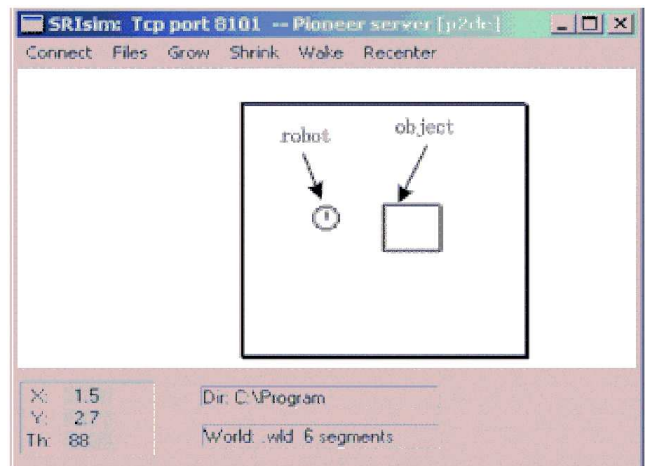 SRIsim: Tcp port 8101 -- Pioneer server [p2de]
Connect Files Grow Shrink Wake Recenter
robot
object
X: 1.5
Y: 2.7
Th: 88
Dir: C:\Program
World: .wld 6 segments